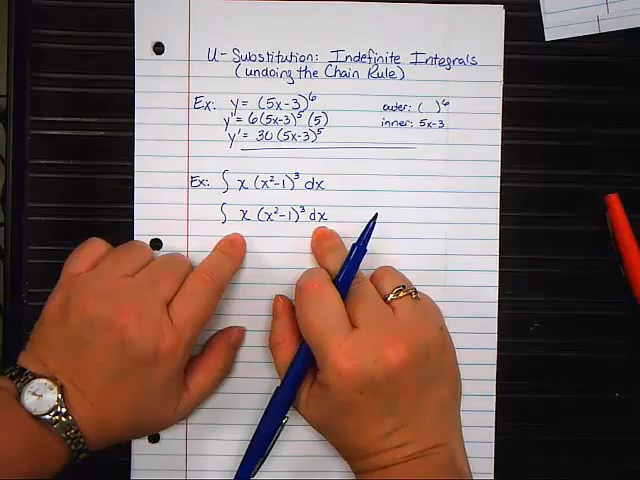 U-Substitution: Indefinite Integrals
(undoing the Chain Rule)
Ex: y = (5x-3)⁶ outer: ( )⁶
y' = 6(5x-3)⁵ (5) inner: 5x-3
y' = 30(5x-3)⁵
Ex: ∫ x (x²-1)³ dx
∫ x (x²-1)³ dx